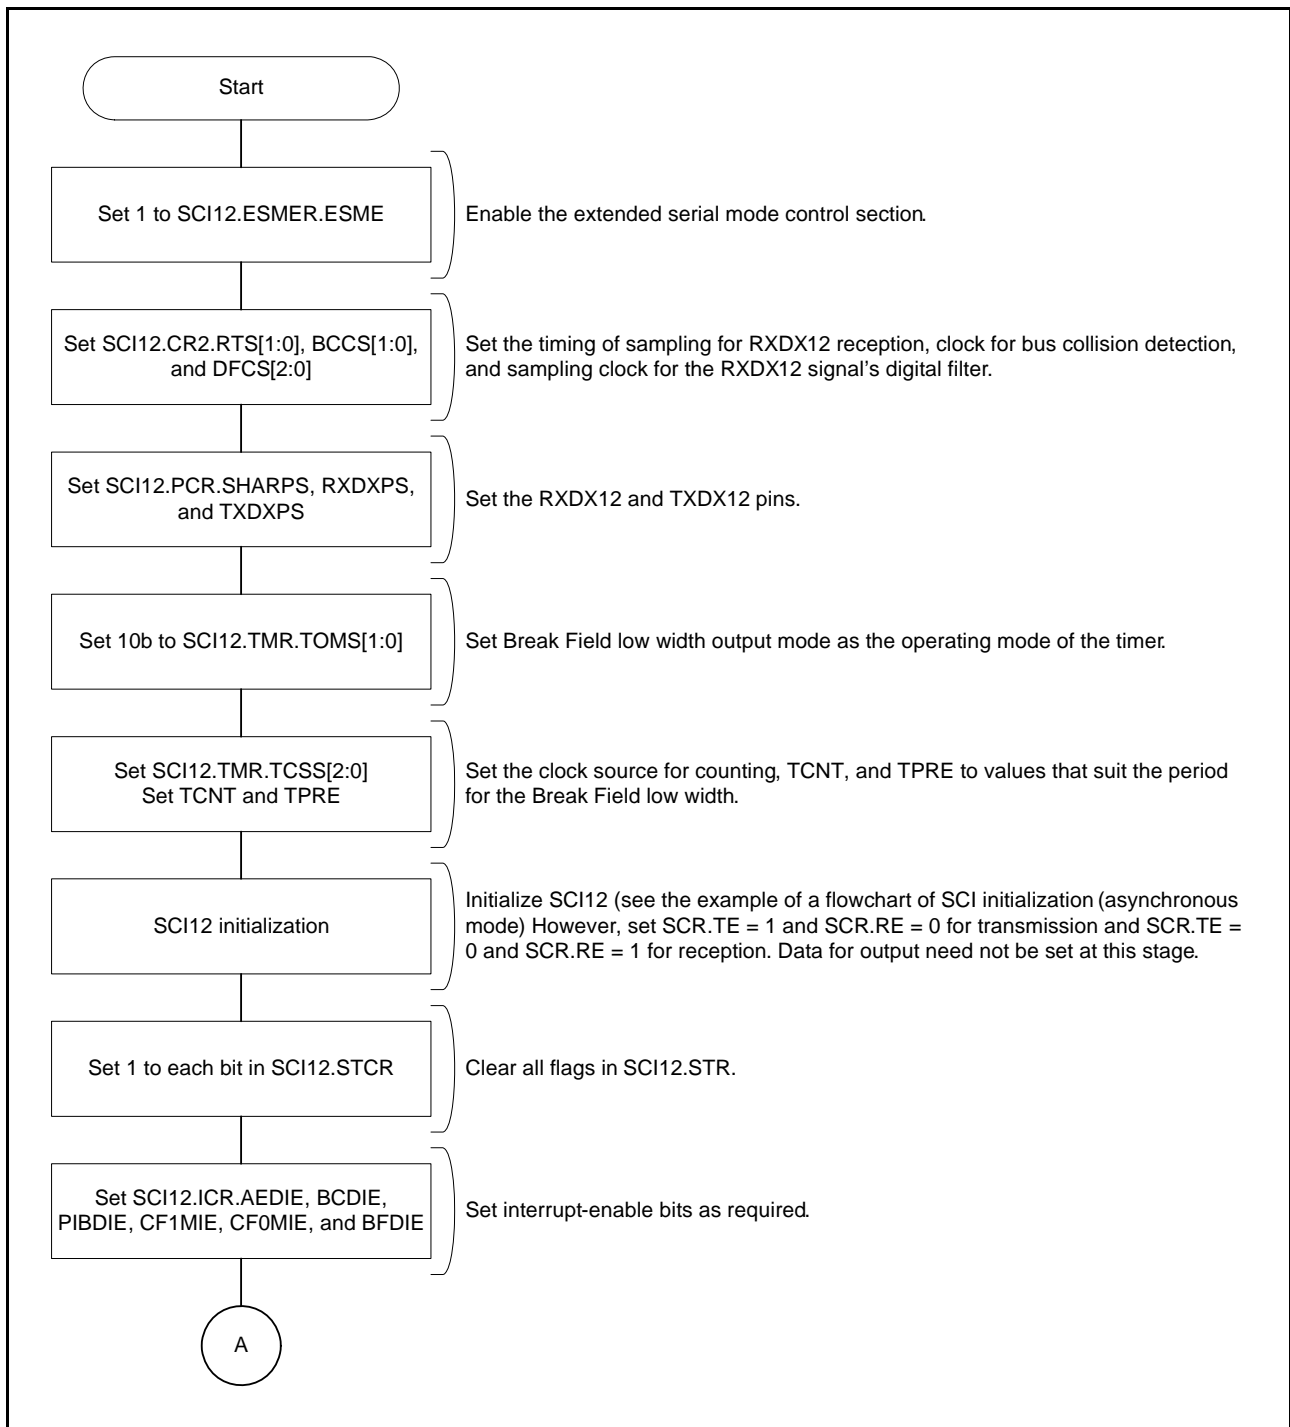 Start
Set 1 to SCI12.ESMER.ESME
Enable the extended serial mode control section.
Set SCI12.CR2.RTS[1:0], BCCS[1:0],
and DFCS[2:0]
Set the timing of sampling for RXDX12 reception, clock for bus collision detection,
and sampling clock for the RXDX12 signal's digital filter.
Set SCI12.PCR.SHARPS, RXDXPS,
and TXDXPS
Set the RXDX12 and TXDX12 pins.
Set 10b to SCI12.TMR.TOMS[1:0]
Set Break Field low width output mode as the operating mode of the timer.
Set SCI12.TMR.TCSS[2:0]
Set TCNT and TPRE
Set the clock source for counting, TCNT, and TPRE to values that suit the period
for the Break Field low width.
SCI12 initialization
Initialize SCI12 (see the example of a flowchart of SCI initialization (asynchronous
mode) However, set SCR.TE = 1 and SCR.RE = 0 for transmission and SCR.TE =
0 and SCR.RE = 1 for reception. Data for output need not be set at this stage.
Set 1 to each bit in SCI12.STCR
Clear all flags in SCI12.STR.
Set SCI12.ICR.AEDIE, BCDIE,
PIBDIE, CF1MIE, CF0MIE, and BFDIE
Set interrupt-enable bits as required.
A